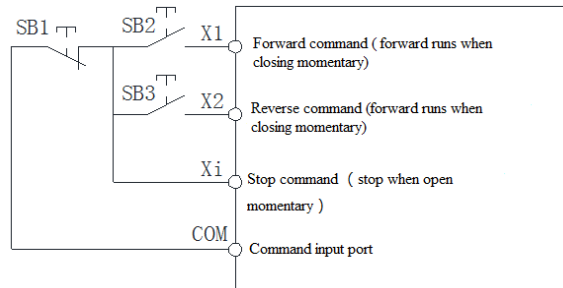 SB1
SB2
X1
Forward command ( forward runs when
closing momentary)
SB3
X2
Reverse command (forward runs when
closing momentary)
Xi
Stop command ( stop when open
momentary )
COM
Command input port